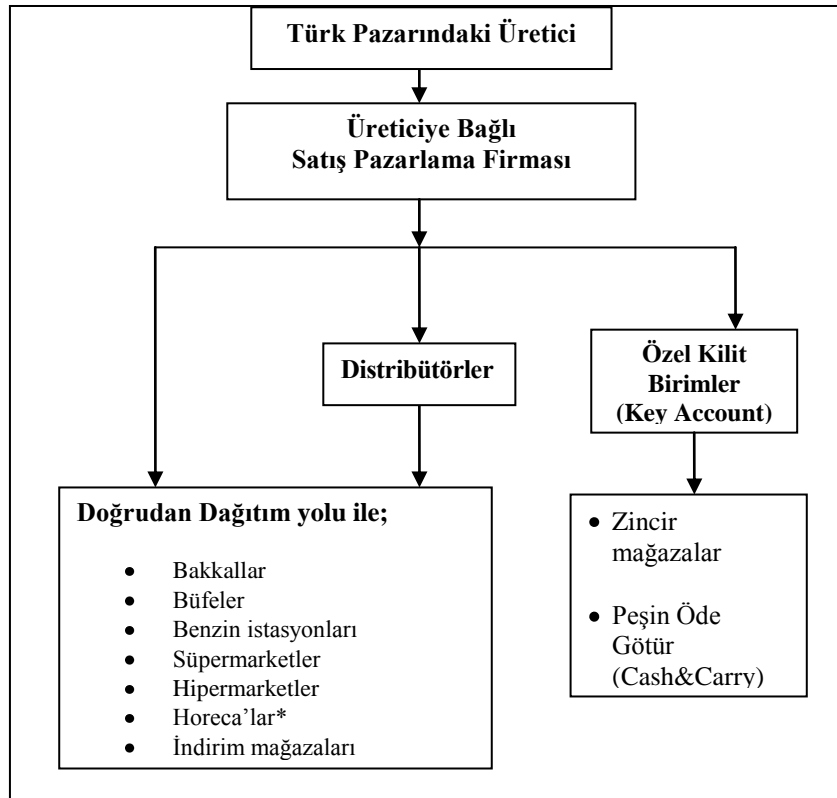 Türk Pazarındaki Üretici
Üreticiye Bağlı
Satış Pazarlama Firması
Distribütörler
Özel Kilit
Birimler
(Key Account)
Doğrudan Dağıtım yolu ile;
• Bakkallar
• Büfeler
• Benzin istasyonları
• Süpermarketler
• Hipermarketler
• Horeca’lar*
• İndirim mağazaları
• Zincir
mağazalar
• Peşin Öde
Götür
(Cash&Carry)